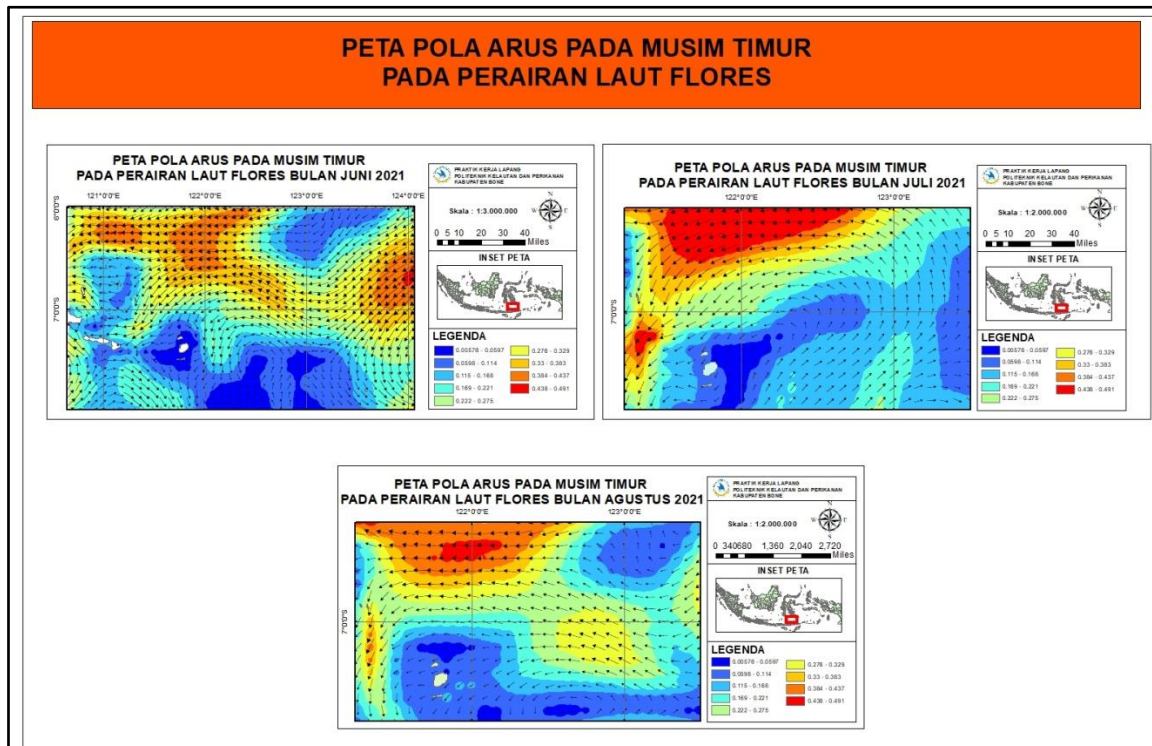 PETA POLA ARUS PADA MUSIM TIMUR
PADA PERAIRAN LAUT FLORES
PETA POLA ARUS PADA MUSIM TIMUR
PADA PERAIRAN LAUT FLORES BULAN JUNI 2021
121°0'0"E 122°0'0"E 123°0'0"E 124°0'0"E
6°0'0"S
7°0'0"S
PRAKTIK KERJA LAPANG
POLITEKNIK KELAUTAN DAN PERIKANAN
KABUPATEN BONE
Skala : 1:3.000.000
N
W E
S
0 5 10 20 30 40
Miles
INSET PETA
LEGENDA
0.00576 - 0.0597
0.0598 - 0.114
0.115 - 0.168
0.169 - 0.221
0.222 - 0.275
0.276 - 0.329
0.33 - 0.383
0.384 - 0.437
0.438 - 0.491
PETA POLA ARUS PADA MUSIM TIMUR
PADA PERAIRAN LAUT FLORES BULAN JULI 2021
122°0'0"E 123°0'0"E
7°0'0"S
PRAKTIK KERJA LAPANG
POLITEKNIK KELAUTAN DAN PERIKANAN
KABUPATEN BONE
Skala : 1:2.000.000
N
W E
S
0 5 10 20 30 40
Miles
INSET PETA
LEGENDA
0.00576 - 0.0597
0.0598 - 0.114
0.115 - 0.168
0.169 - 0.221
0.222 - 0.275
0.276 - 0.329
0.33 - 0.383
0.384 - 0.437
0.438 - 0.491
PETA POLA ARUS PADA MUSIM TIMUR
PADA PERAIRAN LAUT FLORES BULAN AGUSTUS 2021
122°0'0"E 123°0'0"E
7°0'0"S
PRAKTIK KERJA LAPANG
POLITEKNIK KELAUTAN DAN PERIKANAN
KABUPATEN BONE
Skala : 1:2.000.000
N
W E
S
0 340680 1,360 2,040 2,720
Miles
INSET PETA
LEGENDA
0.00576 - 0.0597
0.0598 - 0.114
0.115 - 0.168
0.169 - 0.221
0.222 - 0.275
0.276 - 0.329
0.33 - 0.383
0.384 - 0.437
0.438 - 0.491